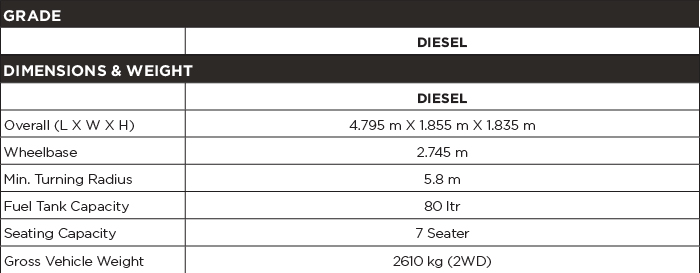 GRADE
DIESEL
DIMENSIONS & WEIGHT
DIESEL
Overall (L X W X H) 4.795 m X 1.855 m X 1.835 m
Wheelbase 2.745 m
Min. Turning Radius 5.8 m
Fuel Tank Capacity 80 ltr
Seating Capacity 7 Seater
Gross Vehicle Weight 2610 kg (2WD)